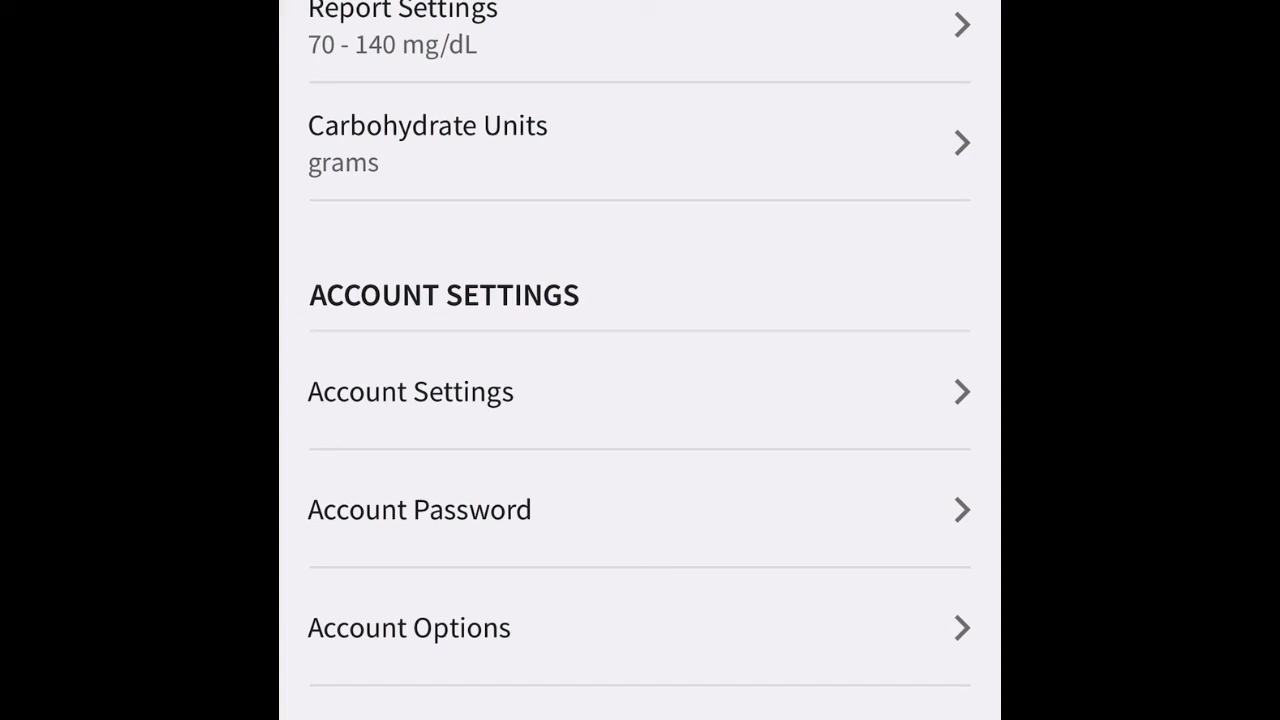 Report Settings
70 - 140 mg/dL
Carbohydrate Units
grams
ACCOUNT SETTINGS
Account Settings
Account Password
Account Options